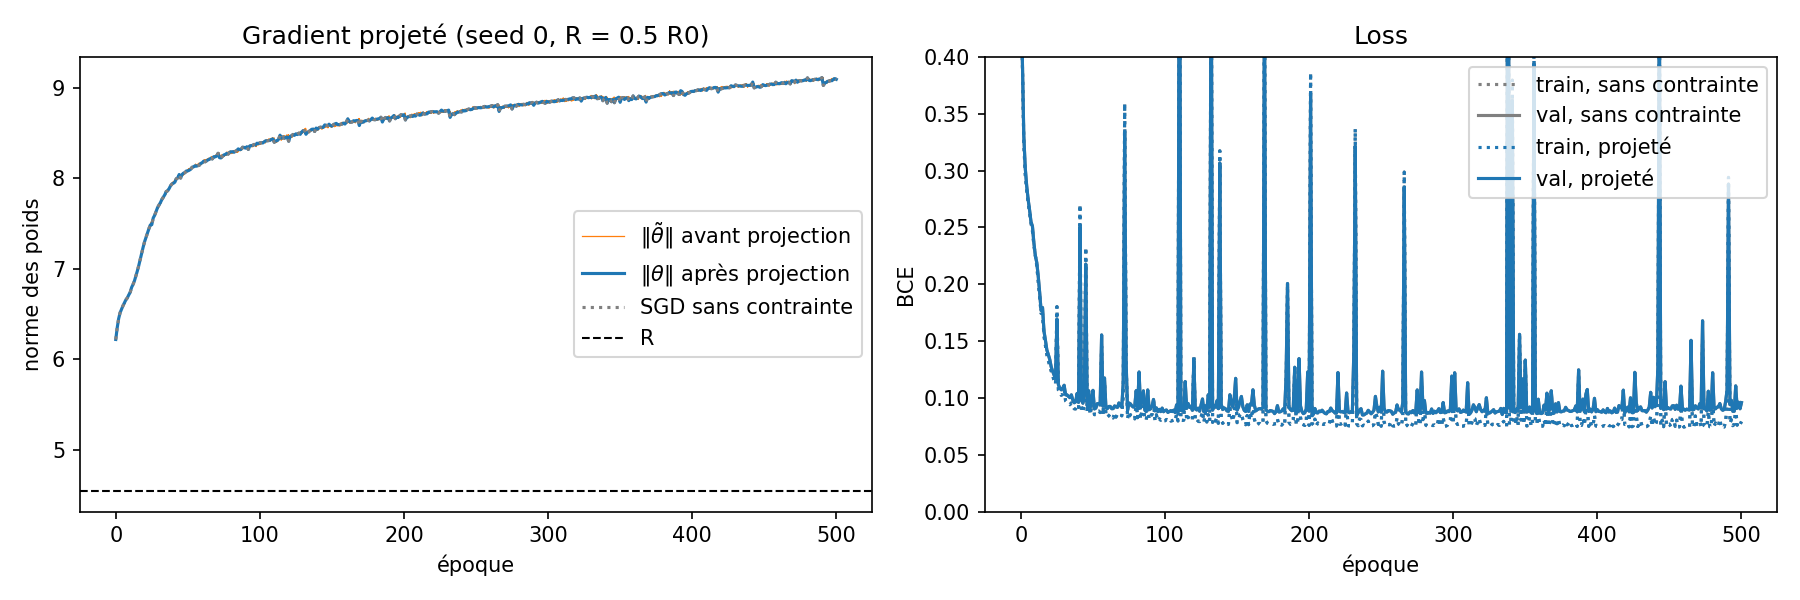 Gradient projeté (seed 0, R = 0.5 R0)
norme des poids
9
8
7
6
5
‖θ̃‖ avant projection
‖θ‖ après projection
SGD sans contrainte
R
0 100 200 300 400 500
époque
Loss
BCE
0.40
0.35
0.30
0.25
0.20
0.15
0.10
0.05
0.00
train, sans contrainte
val, sans contrainte
train, projeté
val, projeté
0 100 200 300 400 500
époque